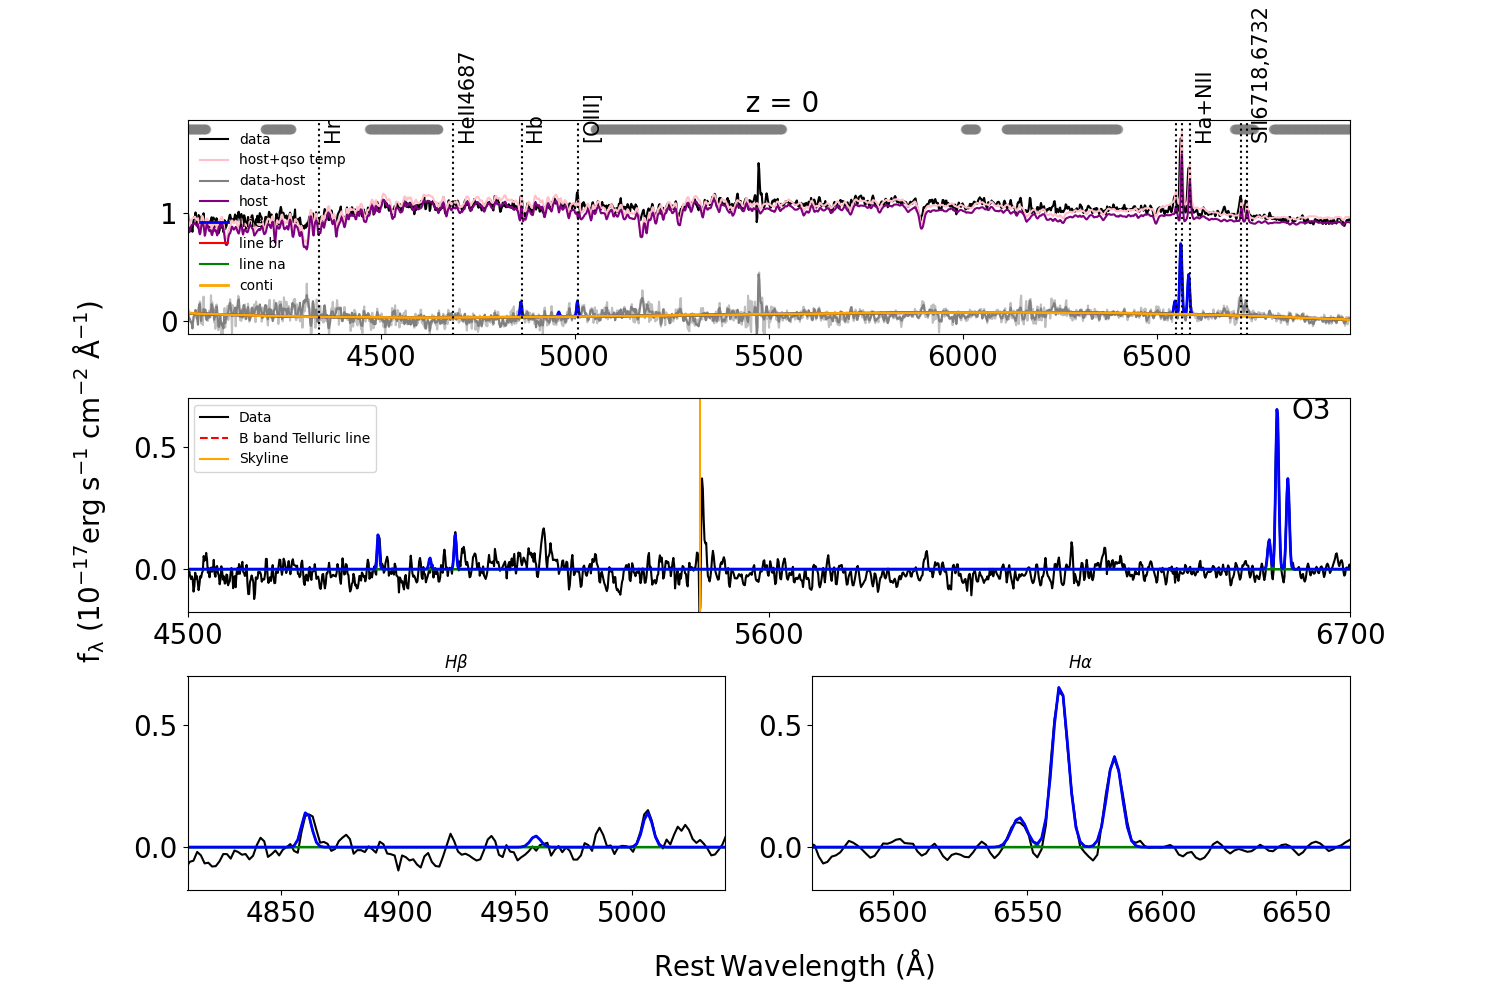 z = 0
Hr
HeII4687
Hb
[OIII]
Ha+NII
SII6718,6732
data
host+qso temp
data-host
host
line br
line na
conti
1
0
4500 5000 5500 6000 6500
Data
B band Telluric line
Skyline
O3
0.5
0.0
4500 5600 6700
fλ (10−17erg s−1 cm−2 Å−1)
Hβ
Hα
0.5
0.0
4850 4900 4950 5000
0.5
0.0
6500 6550 6600 6650
Rest Wavelength (Å)